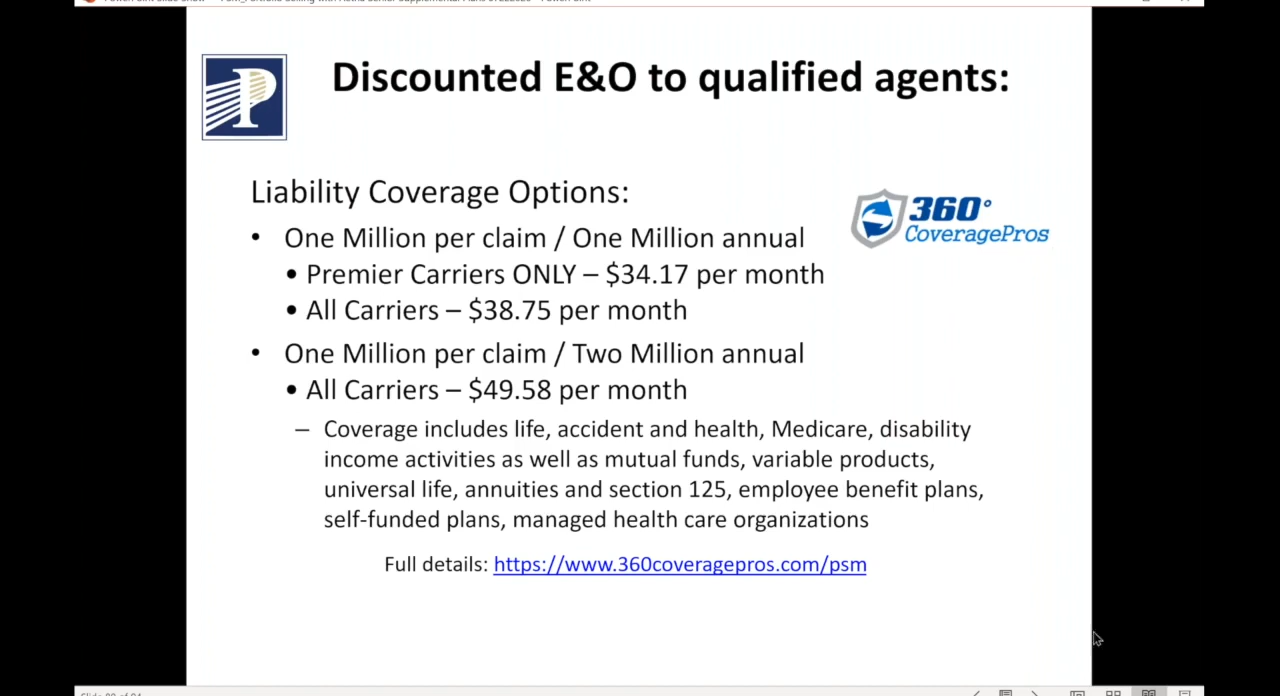 Discounted E&O to qualified agents:
P
Liability Coverage Options:
360°
CoveragePros
• One Million per claim / One Million annual
• Premier Carriers ONLY – $34.17 per month
• All Carriers – $38.75 per month
• One Million per claim / Two Million annual
• All Carriers – $49.58 per month
– Coverage includes life, accident and health, Medicare, disability
income activities as well as mutual funds, variable products,
universal life, annuities and section 125, employee benefit plans,
self-funded plans, managed health care organizations
Full details: https://www.360coveragepros.com/psm